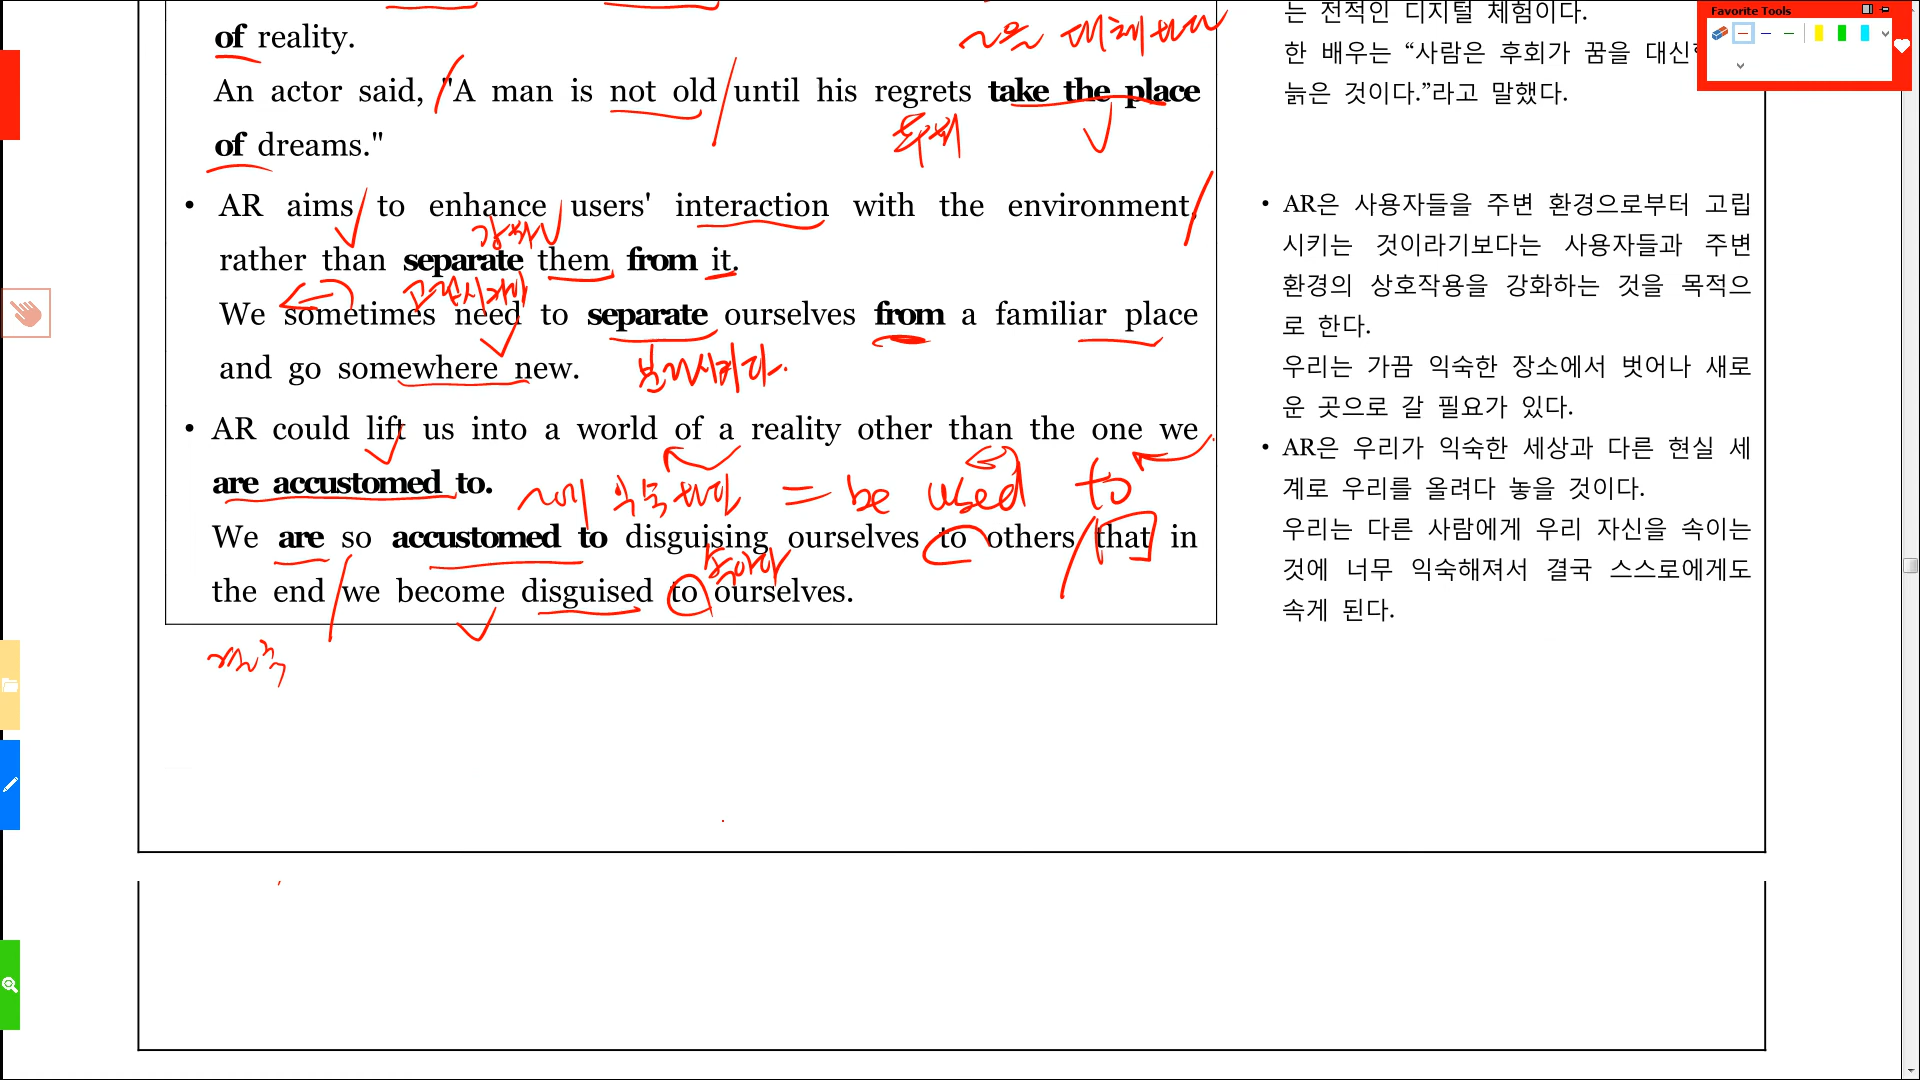 Favorite Tools
of reality.
~을 대체하다
An actor said, "A man is not old until his regrets take the place
후회
of dreams."
• AR aims to enhance users' interaction with the environment,
강화
rather than separate them from it.
고립시키다
We sometimes need to separate ourselves from a familiar place
and go somewhere new.
분리시키다.
• AR could lift us into a world of a reality other than the one we
are accustomed to.
~에 익숙하다 = be used to
We are so accustomed to disguising ourselves to others that in
속이다
the end we become disguised to ourselves.
결국
는 전적인 디지털 체험이다.
한 배우는 “사람은 후회가 꿈을
늙은 것이다.”라고 말했다.
• AR은 사용자들을 주변 환경으로부터 고립
시키는 것이라기보다는 사용자들과 주변
환경의 상호작용을 강화하는 것을 목적으
로 한다.
우리는 가끔 익숙한 장소에서 벗어나 새로
운 곳으로 갈 필요가 있다.
• AR은 우리가 익숙한 세상과 다른 현실 세
계로 우리를 올려다 놓을 것이다.
우리는 다른 사람에게 우리 자신을 속이는
것에 너무 익숙해져서 결국 스스로에게도
속게 된다.